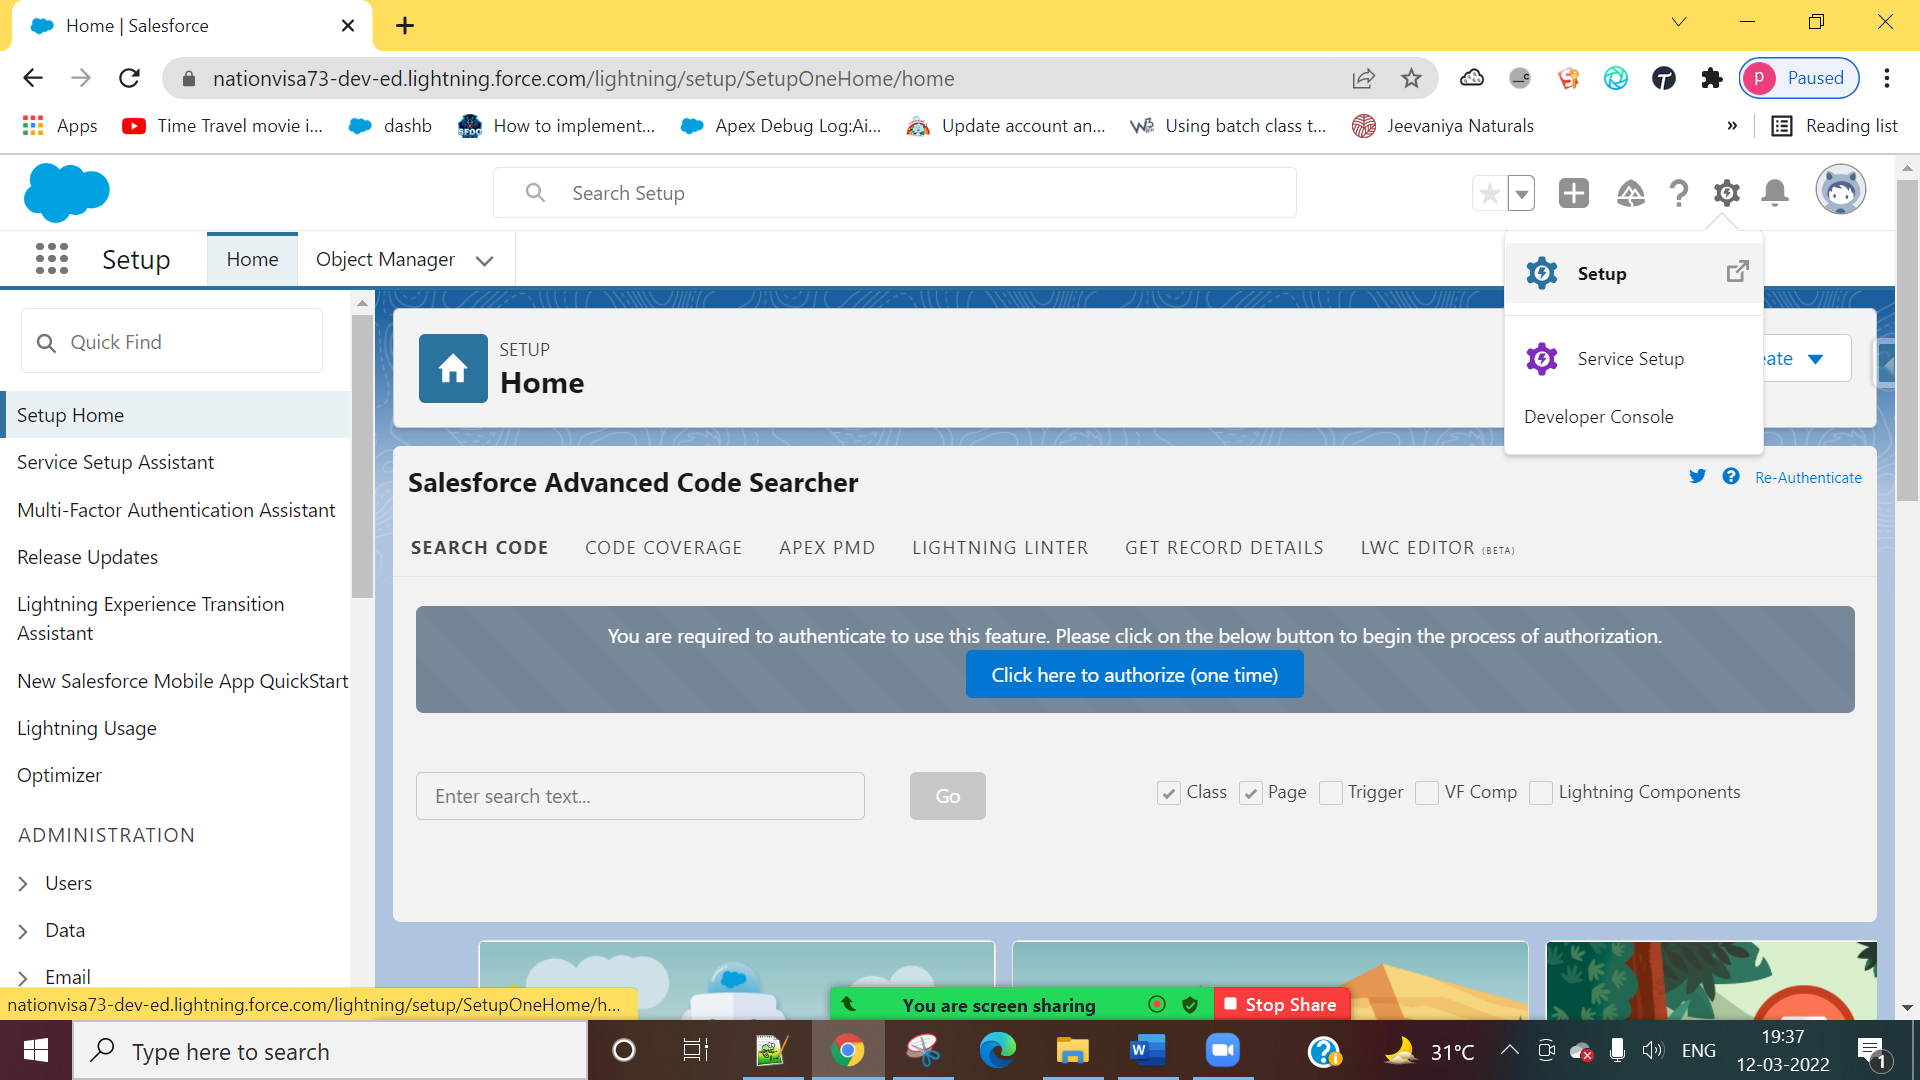 Home | Salesforce
nationvisa73-dev-ed.lightning.force.com/lightning/setup/SetupOneHome/home
P Paused
Apps
Time Travel movie i...
dashb
How to implement...
Apex Debug Log:Ai...
Update account an...
Using batch class t...
Jeevaniya Naturals
»
Reading list
Search Setup
Setup
Home
Object Manager
Setup
Service Setup
Developer Console
Quick Find
SETUP
Home
eate
Setup Home
Service Setup Assistant
Multi-Factor Authentication Assistant
Release Updates
Lightning Experience Transition
Assistant
New Salesforce Mobile App QuickStart
Lightning Usage
Optimizer
ADMINISTRATION
Users
Data
Email
Salesforce Advanced Code Searcher
Re-Authenticate
SEARCH CODE
CODE COVERAGE
APEX PMD
LIGHTNING LINTER
GET RECORD DETAILS
LWC EDITOR (BETA)
You are required to authenticate to use this feature. Please click on the below button to begin the process of authorization.
Click here to authorize (one time)
Enter search text...
Go
Class
Page
Trigger
VF Comp
Lightning Components
nationvisa73-dev-ed.lightning.force.com/lightning/setup/SetupOneHome/h...
You are screen sharing
Stop Share
Type here to search
31°C
ENG
19:37
12-03-2022
1